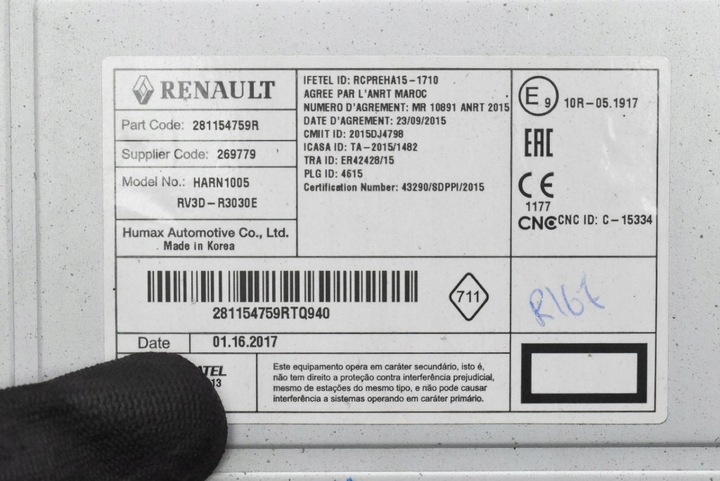 RENAULT
Part Code: 281154759R
Supplier Code: 269779
Model No.: HARN1005
RV3D-R3030E
Humax Automotive Co., Ltd.
Made in Korea
IFETEL ID: RCPREHA15-1710
AGREE PAR L'ANRT MAROC
NUMERO D'AGREMENT: MR 10891 ANRT 2015
DATE D'AGREMENT: 23/09/2015
CMIIT ID: 2015DJ4798
ICASA ID: TA-2015/1482
TRA ID: ER42428/15
PLG ID: 4615
Certification Number: 43290/SDPPI/2015
E9 10R-05.1917
EAC
CE
1177
CNC CNC ID: C-15334
281154759RTQ940
711
R167
Date 01.16.2017
ATEL
13
Este equipamento opera em caráter secundário, isto é,
não tem direito a proteção contra interferência prejudicial,
mesmo de estações do mesmo tipo, e não pode causar
interferência a sistemas operando em caráter primário.